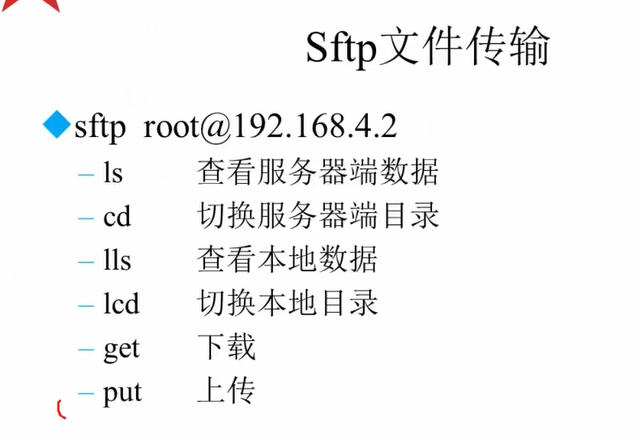 Sftp文件传输
◆sftp root@192.168.4.2
– ls 查看服务器端数据
– cd 切换服务器端目录
– lls 查看本地数据
– lcd 切换本地目录
– get 下载
– put 上传